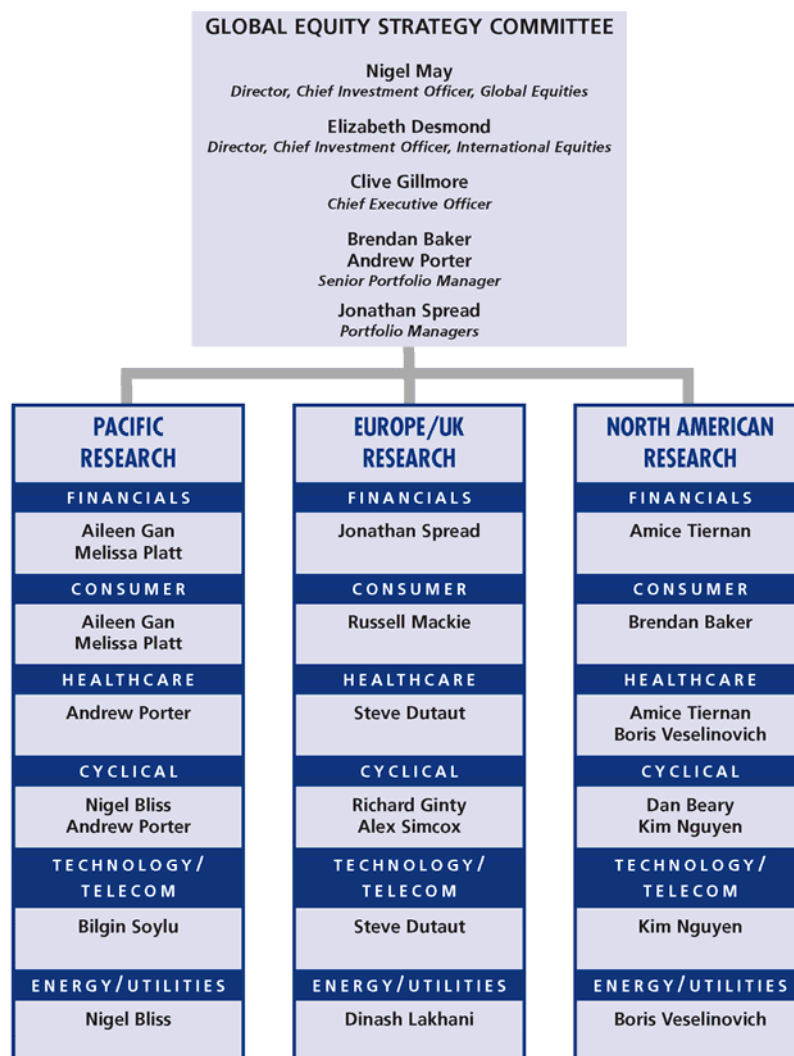 GLOBAL EQUITY STRATEGY COMMITTEE
Nigel May
Director, Chief Investment Officer, Global Equities
Elizabeth Desmond
Director, Chief Investment Officer, International Equities
Clive Gillmore
Chief Executive Officer
Brendan Baker
Andrew Porter
Senior Portfolio Manager
Jonathan Spread
Portfolio Managers
PACIFIC
RESEARCH
FINANCIALS
Aileen Gan
Melissa Platt
CONSUMER
Aileen Gan
Melissa Platt
HEALTHCARE
Andrew Porter
CYCLICAL
Nigel Bliss
Andrew Porter
TECHNOLOGY/
TELECOM
Bilgin Soylu
ENERGY/UTILITIES
Nigel Bliss
EUROPE/UK
RESEARCH
FINANCIALS
Jonathan Spread
CONSUMER
Russell Mackie
HEALTHCARE
Steve Dutaut
CYCLICAL
Richard Ginty
Alex Simcox
TECHNOLOGY/
TELECOM
Steve Dutaut
ENERGY/UTILITIES
Dinash Lakhani
NORTH AMERICAN
RESEARCH
FINANCIALS
Amice Tiernan
CONSUMER
Brendan Baker
HEALTHCARE
Amice Tiernan
Boris Veselinovich
CYCLICAL
Dan Beary
Kim Nguyen
TECHNOLOGY/
TELECOM
Kim Nguyen
ENERGY/UTILITIES
Boris Veselinovich